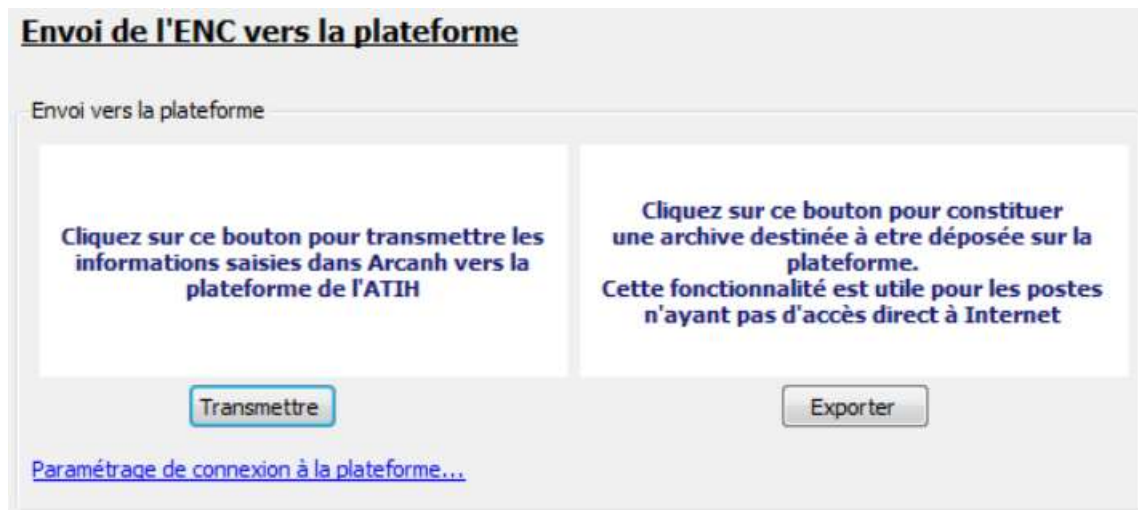 Envoi de l'ENC vers la plateforme
Envoi vers la plateforme
Cliquez sur ce bouton pour transmettre les
informations saisies dans Arcanh vers la
plateforme de l'ATIH
Cliquez sur ce bouton pour constituer
une archive destinée à etre déposée sur la
plateforme.
Cette fonctionnalité est utile pour les postes
n'ayant pas d'accès direct à Internet
Transmettre
Exporter
Paramétrage de connexion à la plateforme...